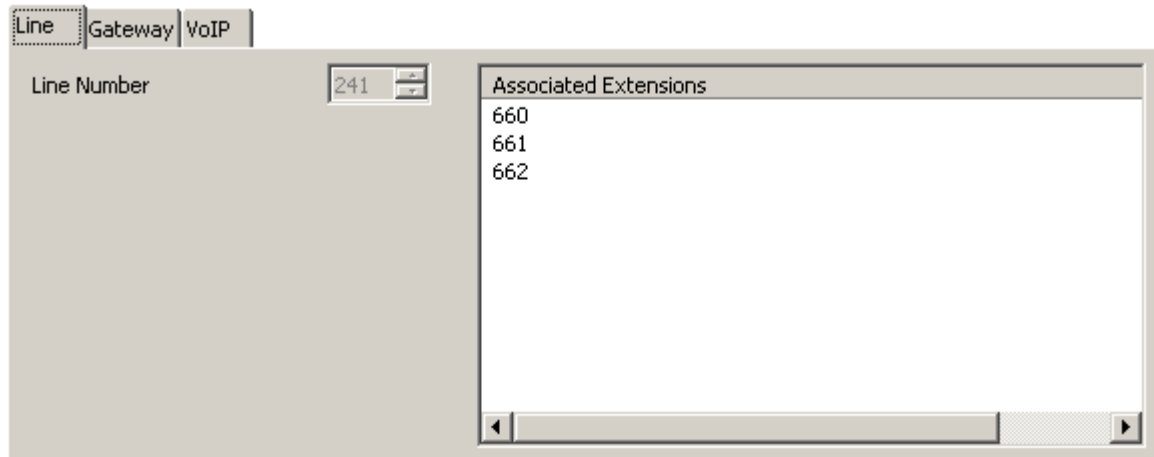 Line Gateway VoIP
Line Number 241
Associated Extensions
660
661
662